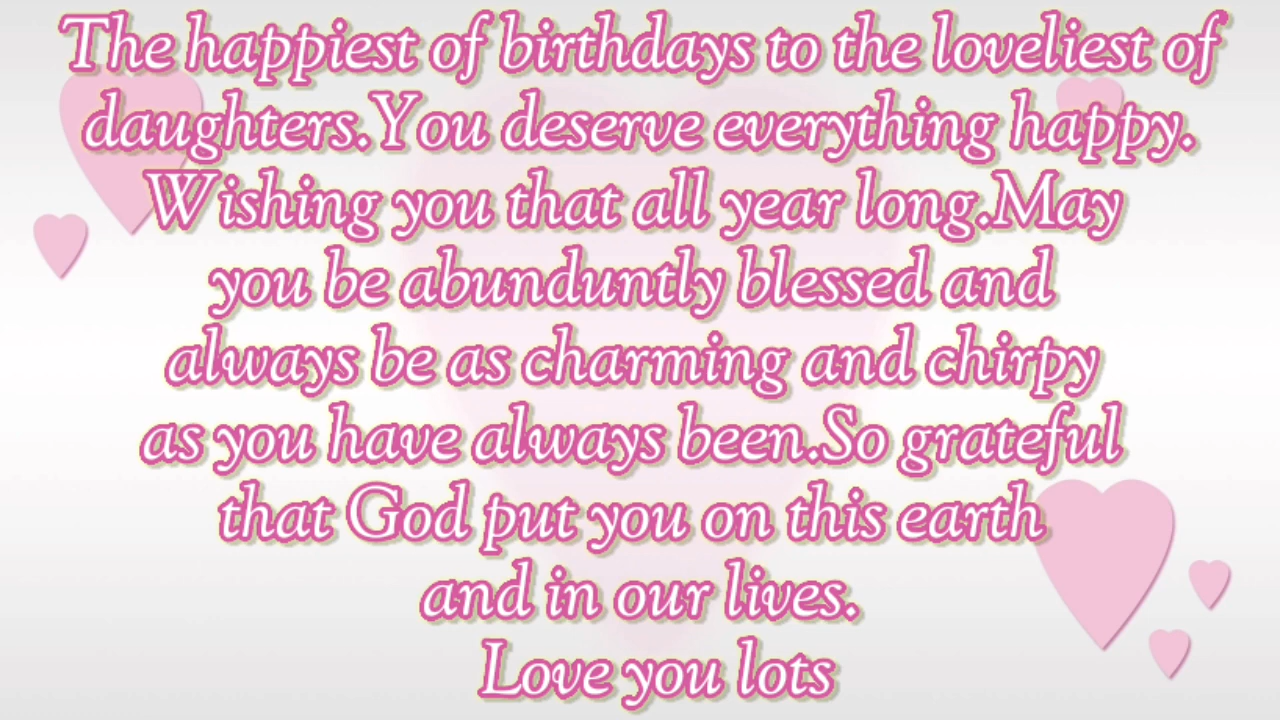 The happiest of birthdays to the loveliest of
daughters.You deserve everything happy.
Wishing you that all year long.May
you be abunduntly blessed and
always be as charming and chirpy
as you have always been.So grateful
that God put you on this earth
and in our lives.
Love you lots